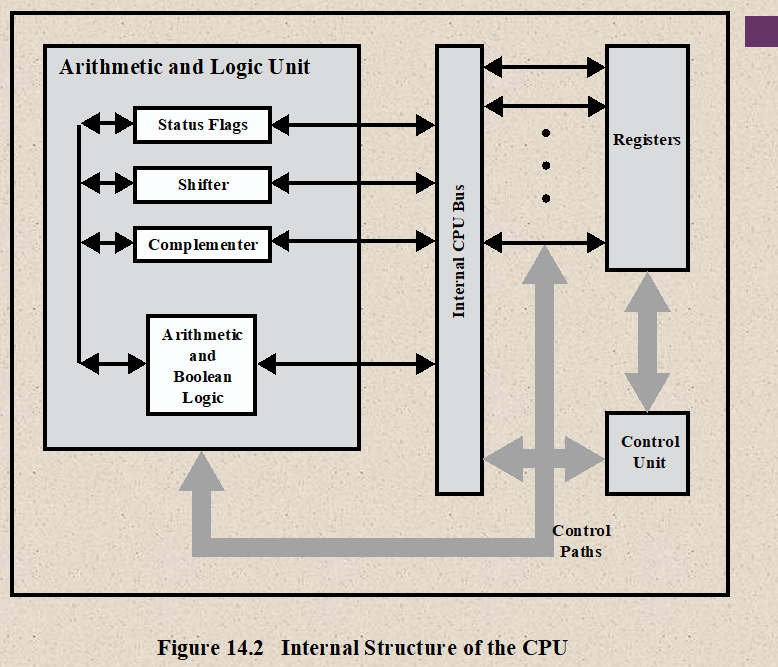 Arithmetic and Logic Unit
Status Flags
Shifter
Complementer
Arithmetic
and
Boolean
Logic
Internal CPU Bus
Registers
Control
Unit
Control
Paths
Figure 14.2 Internal Structure of the CPU